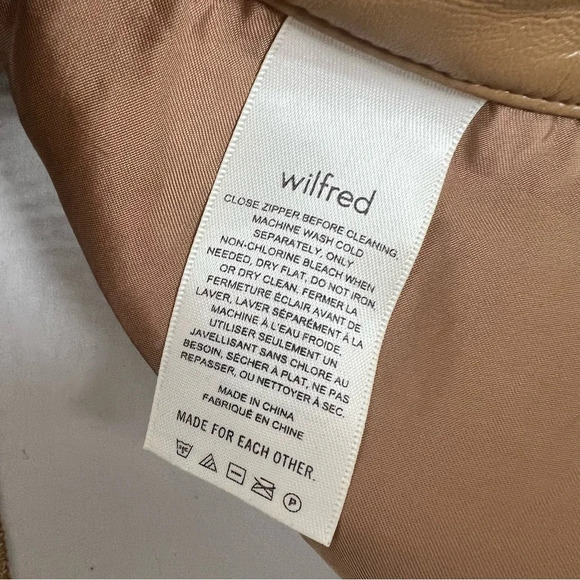 wilfred
CLOSE ZIPPER BEFORE CLEANING
MACHINE WASH COLD
SEPARATELY, ONLY
NON-CHLORINE BLEACH WHEN
NEEDED, DRY FLAT, DO NOT IRON
OR DRY CLEAN. FERMER LA
FERMETURE ÉCLAIR AVANT DE
LAVER, LAVER SÉPARÉMENT À LA
MACHINE À L'EAU FROIDE.
UTILISER SEULEMENT UN
JAVELLISANT SANS CHLORE AU
BESOIN, SÉCHER À PLAT, NE PAS
REPASSER, OU NETTOYER À SEC.
MADE IN CHINA
FABRIQUÉ EN CHINE
MADE FOR EACH OTHER.
P